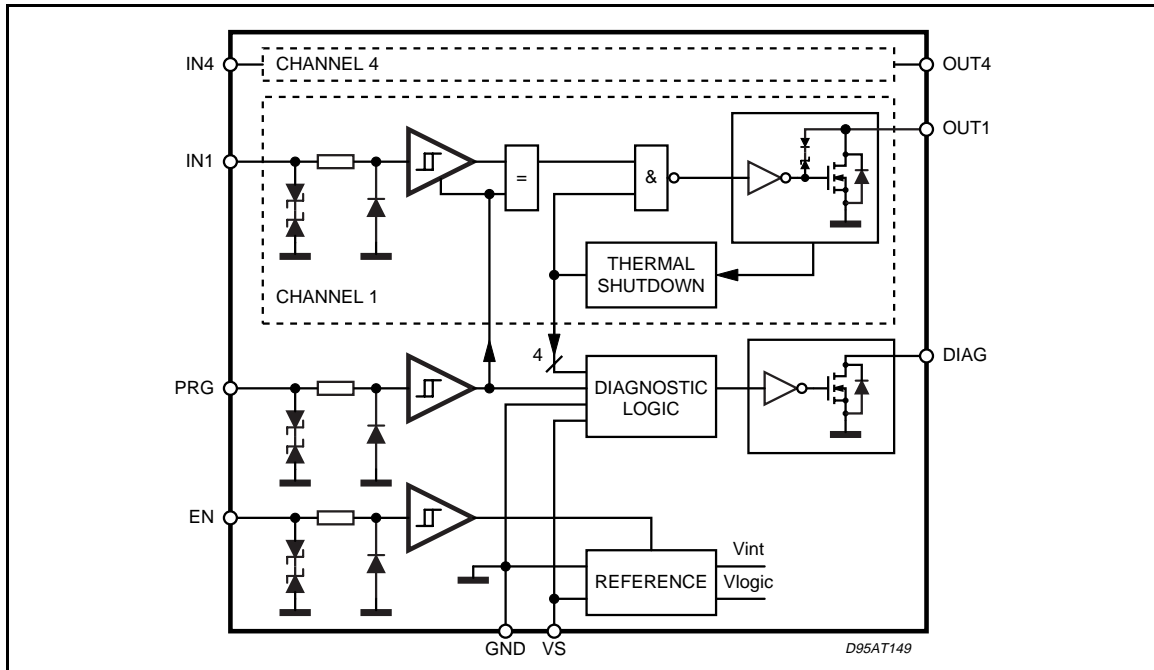 IN4
CHANNEL 4
OUT4
OUT1
IN1
=
&
THERMAL
SHUTDOWN
CHANNEL 1
4
DIAG
PRG
DIAGNOSTIC
LOGIC
EN
Vint
REFERENCE
Vlogic
GND
VS
D95AT149